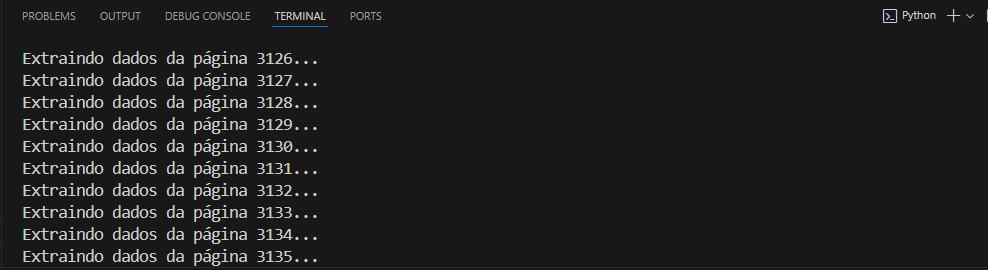 PROBLEMS OUTPUT DEBUG CONSOLE TERMINAL PORTS Python
Extraindo dados da página 3126...
Extraindo dados da página 3127...
Extraindo dados da página 3128...
Extraindo dados da página 3129...
Extraindo dados da página 3130...
Extraindo dados da página 3131...
Extraindo dados da página 3132...
Extraindo dados da página 3133...
Extraindo dados da página 3134...
Extraindo dados da página 3135...